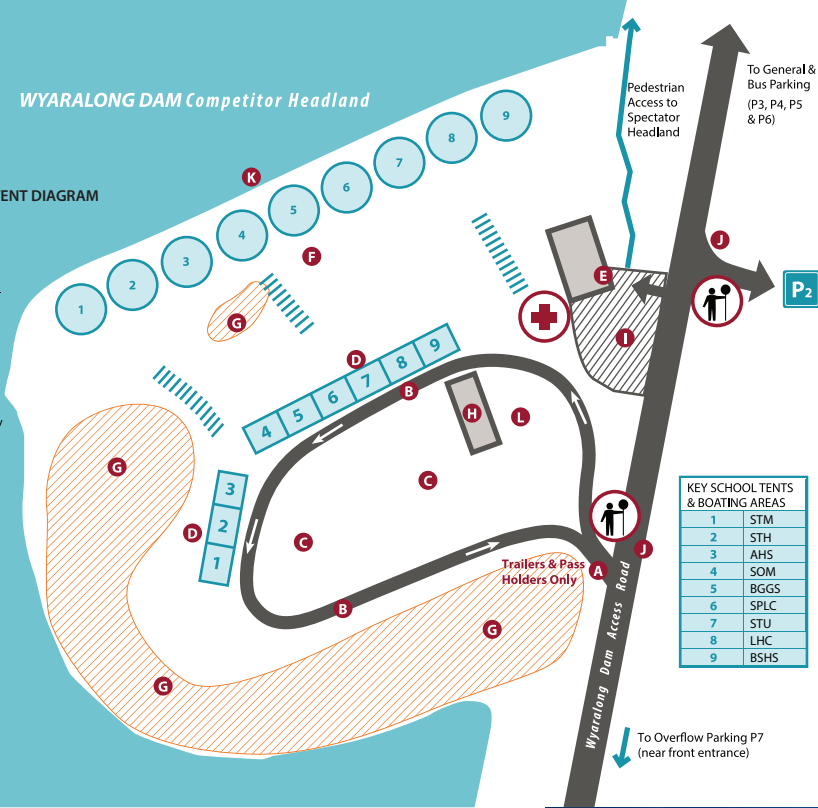 WYARALONG DAM Competitor Headland
ENT DIAGRAM
Pedestrian
Access to
Spectator
Headland
To General &
Bus Parking
(P3, P4, P5
& P6)
K
1
2
3
4
5
6
7
8
9
F
G
E
J
P2
I
D
4 5 6 7 8 9
B
H
L
G
C
3
2
1
D
C
J
Trailers & Pass
Holders Only
A
B
G
G
Wyaralong Dam Access Road
KEY SCHOOL TENTS
& BOATING AREAS
1 STM
2 STH
3 AHS
4 SOM
5 BGGS
6 SPLC
7 STU
8 LHC
9 BSHS
To Overflow Parking P7
(near front entrance)